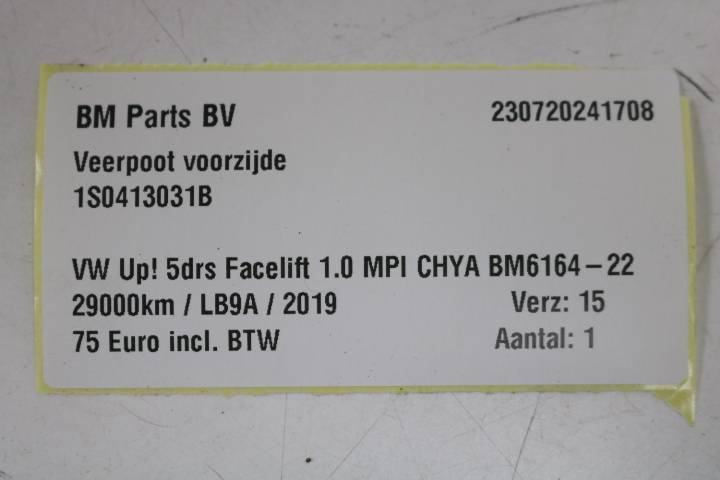 BM Parts BV 230720241708
Veerpoot voorzijde
1S0413031B
VW Up! 5drs Facelift 1.0 MPI CHYA BM6164-22
29000km / LB9A / 2019 Verz: 15
75 Euro incl. BTW Aantal: 1